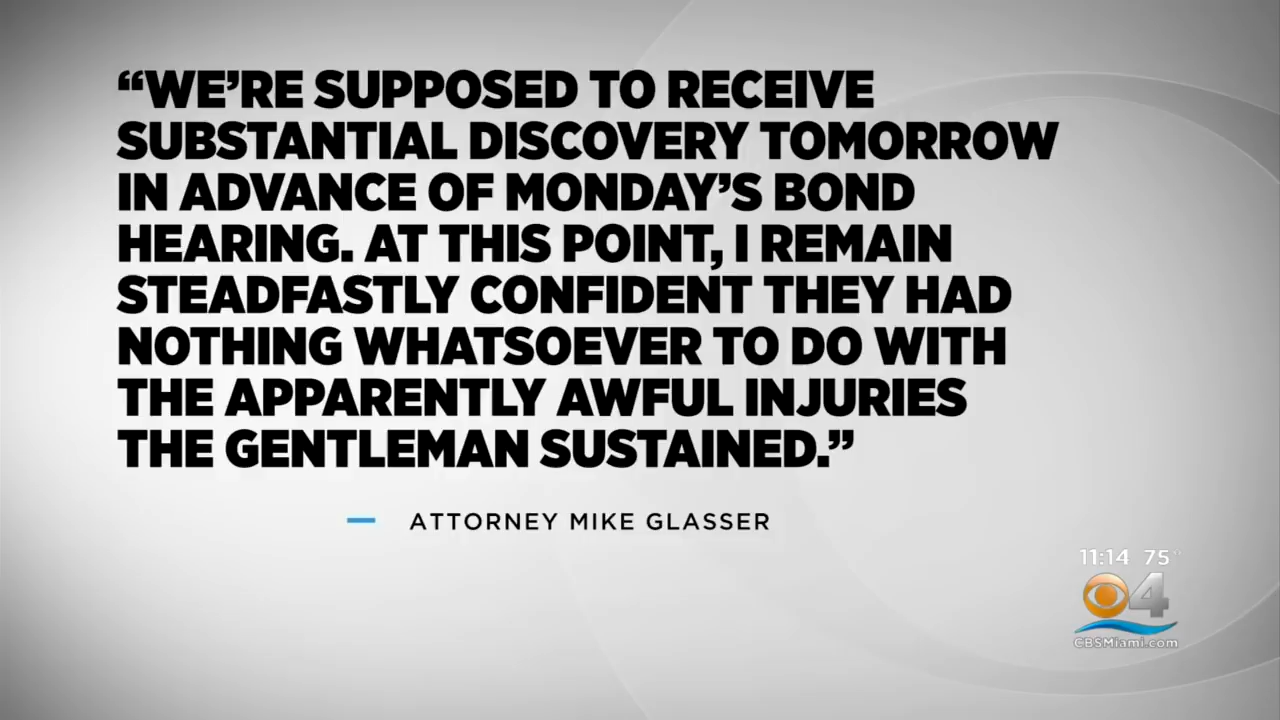 “WE’RE SUPPOSED TO RECEIVE
SUBSTANTIAL DISCOVERY TOMORROW
IN ADVANCE OF MONDAY’S BOND
HEARING. AT THIS POINT, I REMAIN
STEADFASTLY CONFIDENT THEY HAD
NOTHING WHATSOEVER TO DO WITH
THE APPARENTLY AWFUL INJURIES
THE GENTLEMAN SUSTAINED.”
— ATTORNEY MIKE GLASSER
11:14 75°
4
CBSMiami.com